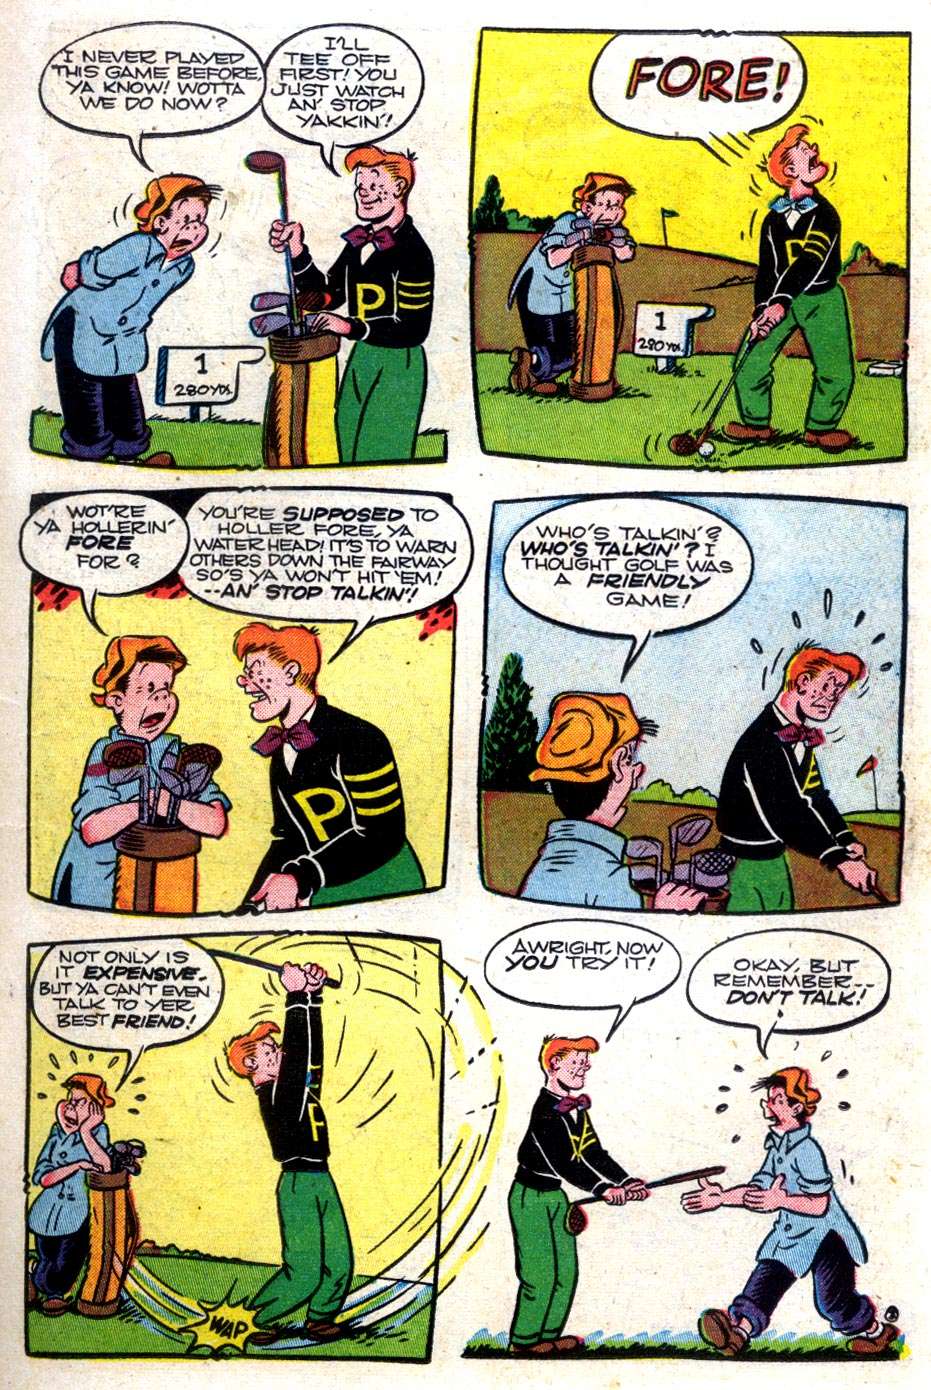 I NEVER PLAYED
THIS GAME BEFORE,
YA KNOW! WOTTA
WE DO NOW?
I'LL
TEE OFF
FIRST! YOU
JUST WATCH
AN' STOP
YAKKIN'!
P
1
280 YDS.
FORE!
P
1
280 YDS.
WOT'RE
YA HOLLERIN'
FORE
FOR?
YOU'RE SUPPOSED TO
HOLLER FORE, YA
WATER HEAD! IT'S TO WARN
OTHERS DOWN THE FAIRWAY
SO'S YA WON'T HIT 'EM!
--AN' STOP TALKIN'!
P
WHO'S TALKIN'?
WHO'S TALKIN'? I
THOUGHT GOLF WAS
A FRIENDLY
GAME!
NOT ONLY IS
IT EXPENSIVE--
BUT YA CAN'T EVEN
TALK TO YER
BEST FRIEND!
P
WAP
AWRIGHT, NOW
YOU TRY IT!
OKAY, BUT
REMEMBER--
DON'T TALK!